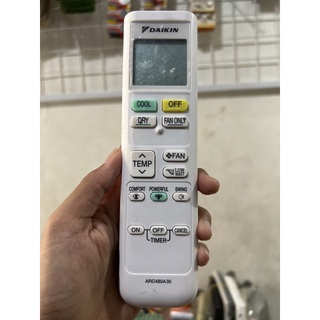 DAIKIN
COOL OFF
DRY FAN ONLY
TEMP FAN
COMFORT POWERFUL SWING
ON OFF CANCEL
TIMER
ARC480A35